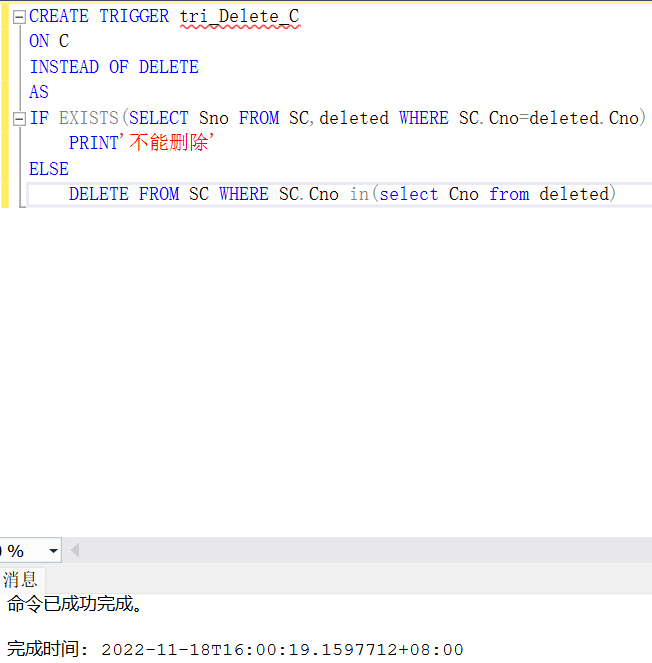 CREATE TRIGGER tri_Delete_C
ON C
INSTEAD OF DELETE
AS
IF EXISTS(SELECT Sno FROM SC,deleted WHERE SC.Cno=deleted.Cno)
PRINT'不能删除'
ELSE
DELETE FROM SC WHERE SC.Cno in(select Cno from deleted)
%
消息
命令已成功完成。
完成时间: 2022-11-18T16:00:19.1597712+08:00